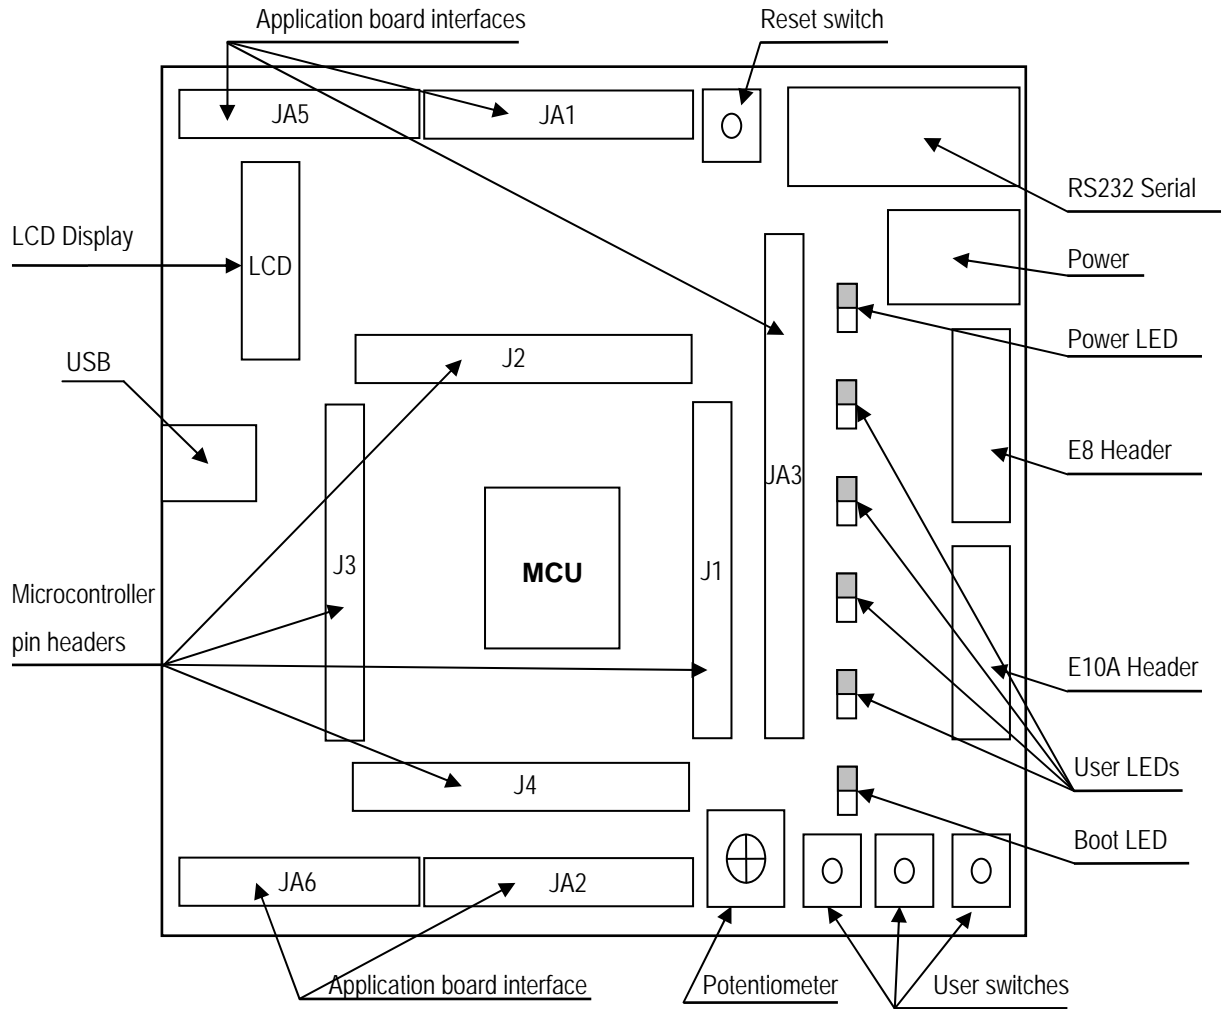 Application board interfaces
Reset switch
JA5
JA1
RS232 Serial
LCD Display
LCD
Power
Power LED
USB
J2
E8 Header
JA3
J3
MCU
J1
Microcontroller
pin headers
E10A Header
User LEDs
J4
Boot LED
JA6
JA2
Application board interface
Potentiometer
User switches